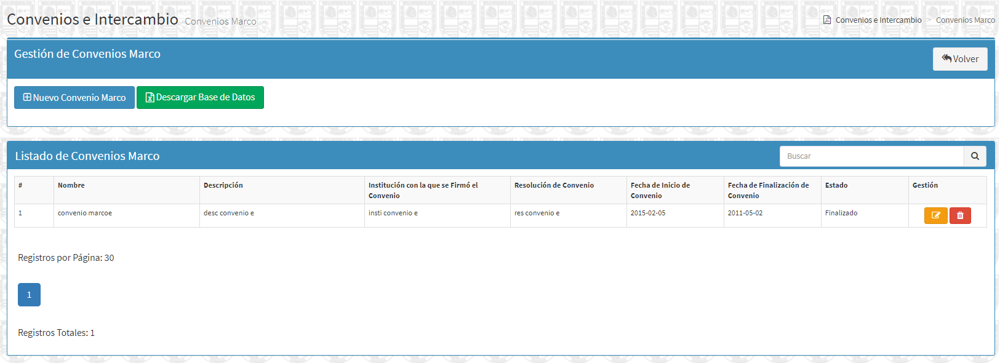 Convenios e Intercambio Convenios Marco
Convenios e Intercambio > Convenios Marco
Gestión de Convenios Marco
Volver
Nuevo Convenio Marco
Descargar Base de Datos
Listado de Convenios Marco
Buscar
# Nombre Descripción Institución con la que se Firmó el Convenio Resolución de Convenio Fecha de Inicio de Convenio Fecha de Finalización de Convenio Estado Gestión
1 convenio marcoe desc convenio e insti convenio e res convenio e 2015-02-05 2011-05-02 Finalizado
Registros por Página: 30
1
Registros Totales: 1